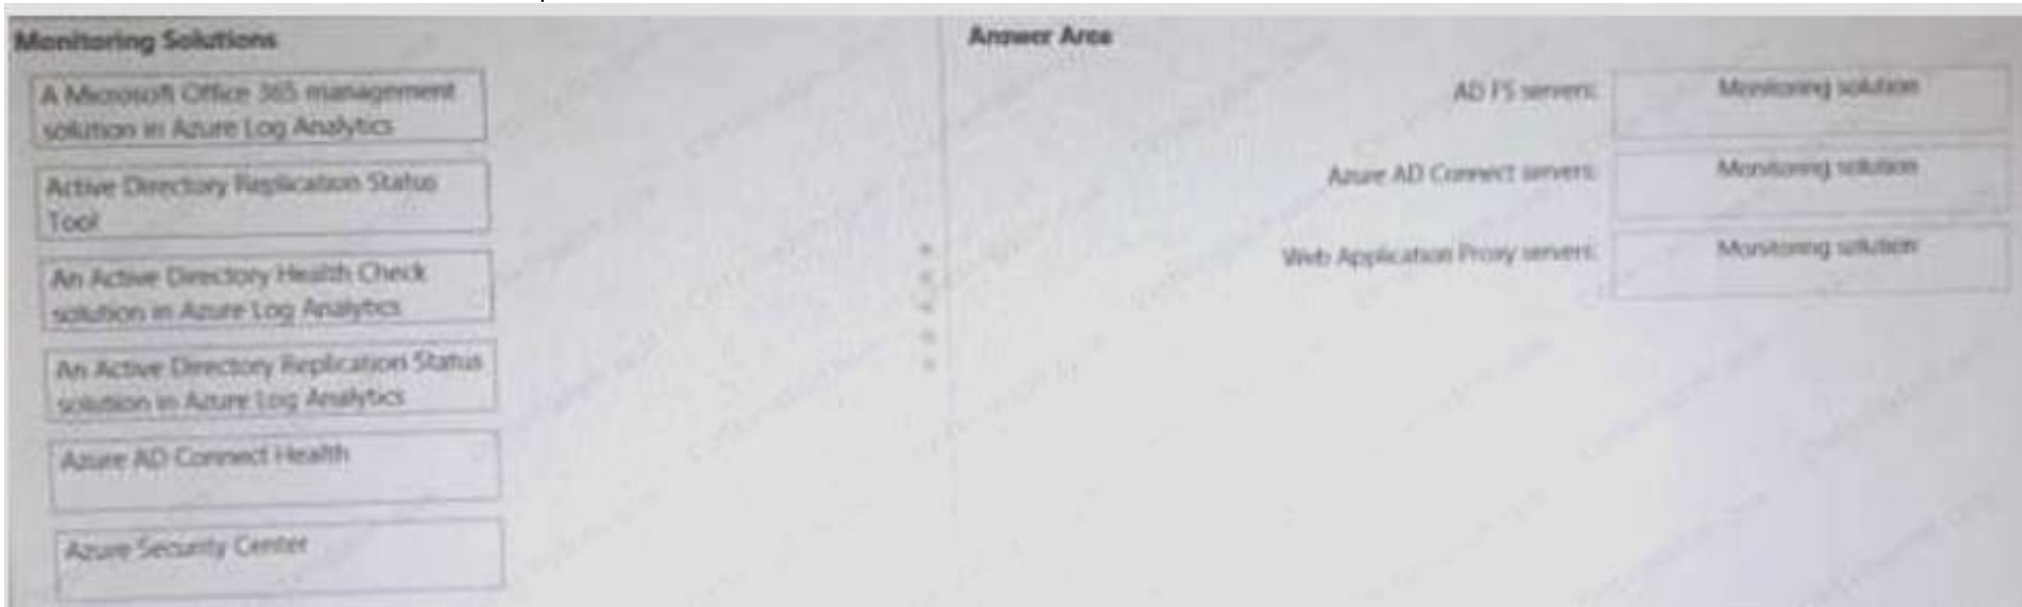 Monitoring Solutions
A Microsoft Office 365 management
solution in Azure Log Analytics
Active Directory Replication Status
Tool
An Active Directory Health Check
solution in Azure Log Analytics
An Active Directory Replication Status
solution in Azure Log Analytics
Azure AD Connect Health
Azure Security Center
Answer Area
AD FS servers:
Monitoring solution
Azure AD Connect servers:
Monitoring solution
Web Application Proxy servers:
Monitoring solution